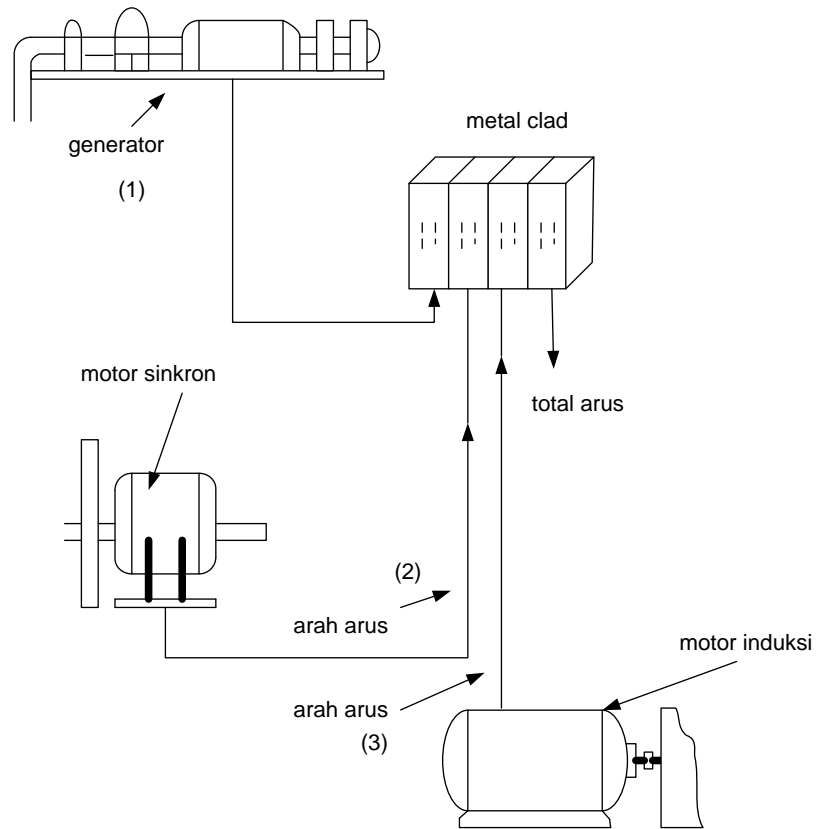 generator
(1)
metal clad
total arus
motor sinkron
(2)
arah arus
motor induksi
arah arus
(3)